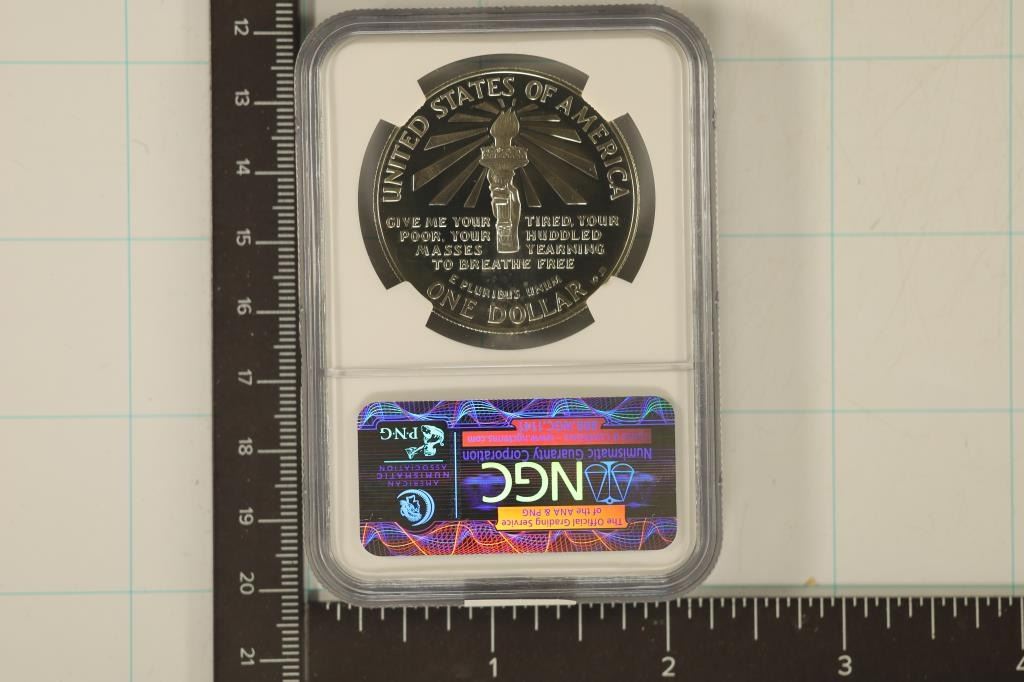 UNITED STATES OF AMERICA
GIVE ME YOUR TIRED, YOUR
POOR, YOUR HUDDLED
MASSES YEARNING
TO BREATHE FREE
E PLURIBUS UNUM
ONE DOLLAR
The Official Grading Service
of the ANA & PNG
NGC
Numismatic Guaranty Corporation
AMERICAN
NUMISMATIC
ASSOCIATION
PNG
12
13
14
15
16
17
18
19
20
21
1
2
3
4